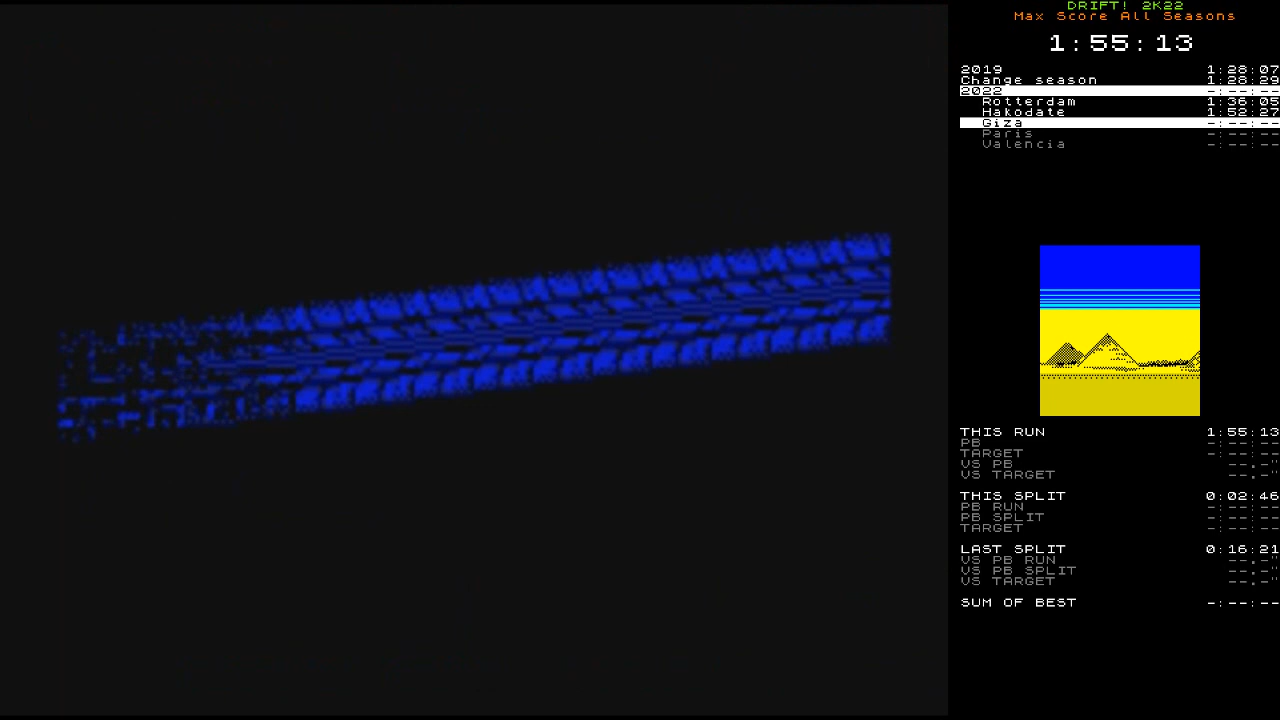 DRIFT! 2K22
Max Score All Seasons
1:55:13
2019 1:28:07
Change season 1:28:29
2022 -:--:--
Rotterdam 1:36:05
Hakodate 1:52:27
Giza -:--:--
Paris -:--:--
Valencia -:--:--
THIS RUN 1:55:13
PB -:--:--
TARGET -:--:--
VS PB --.-"
VS TARGET --.-"
THIS SPLIT 0:02:46
PB RUN -:--:--
PB SPLIT -:--:--
TARGET -:--:--
LAST SPLIT 0:16:21
VS PB RUN --.-"
VS PB SPLIT --.-"
VS TARGET --.-"
SUM OF BEST -:--:--